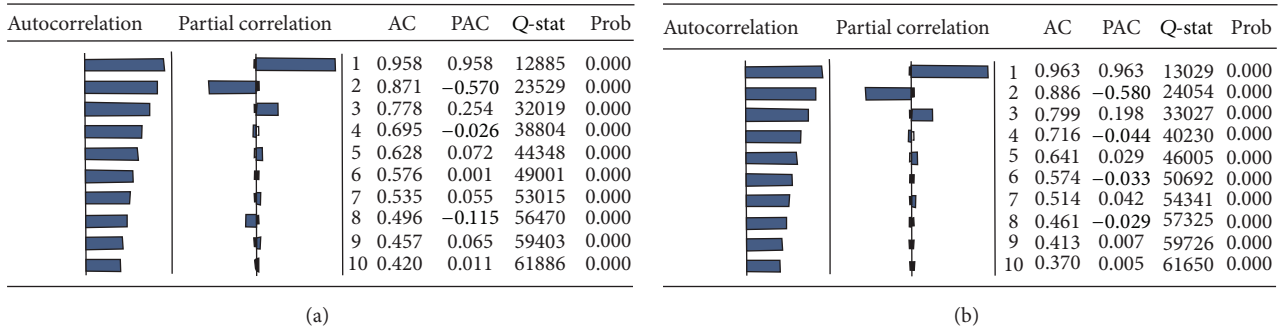 Autocorrelation Partial correlation AC PAC Q-stat Prob
1 0.958 0.958 12885 0.000
2 0.871 −0.570 23529 0.000
3 0.778 0.254 32019 0.000
4 0.695 −0.026 38804 0.000
5 0.628 0.072 44348 0.000
6 0.576 0.001 49001 0.000
7 0.535 0.055 53015 0.000
8 0.496 −0.115 56470 0.000
9 0.457 0.065 59403 0.000
10 0.420 0.011 61886 0.000
(a)
Autocorrelation Partial correlation AC PAC Q-stat Prob
1 0.963 0.963 13029 0.000
2 0.886 −0.580 24054 0.000
3 0.799 0.198 33027 0.000
4 0.716 −0.044 40230 0.000
5 0.641 0.029 46005 0.000
6 0.574 −0.033 50692 0.000
7 0.514 0.042 54341 0.000
8 0.461 −0.029 57325 0.000
9 0.413 0.007 59726 0.000
10 0.370 0.005 61650 0.000
(b)